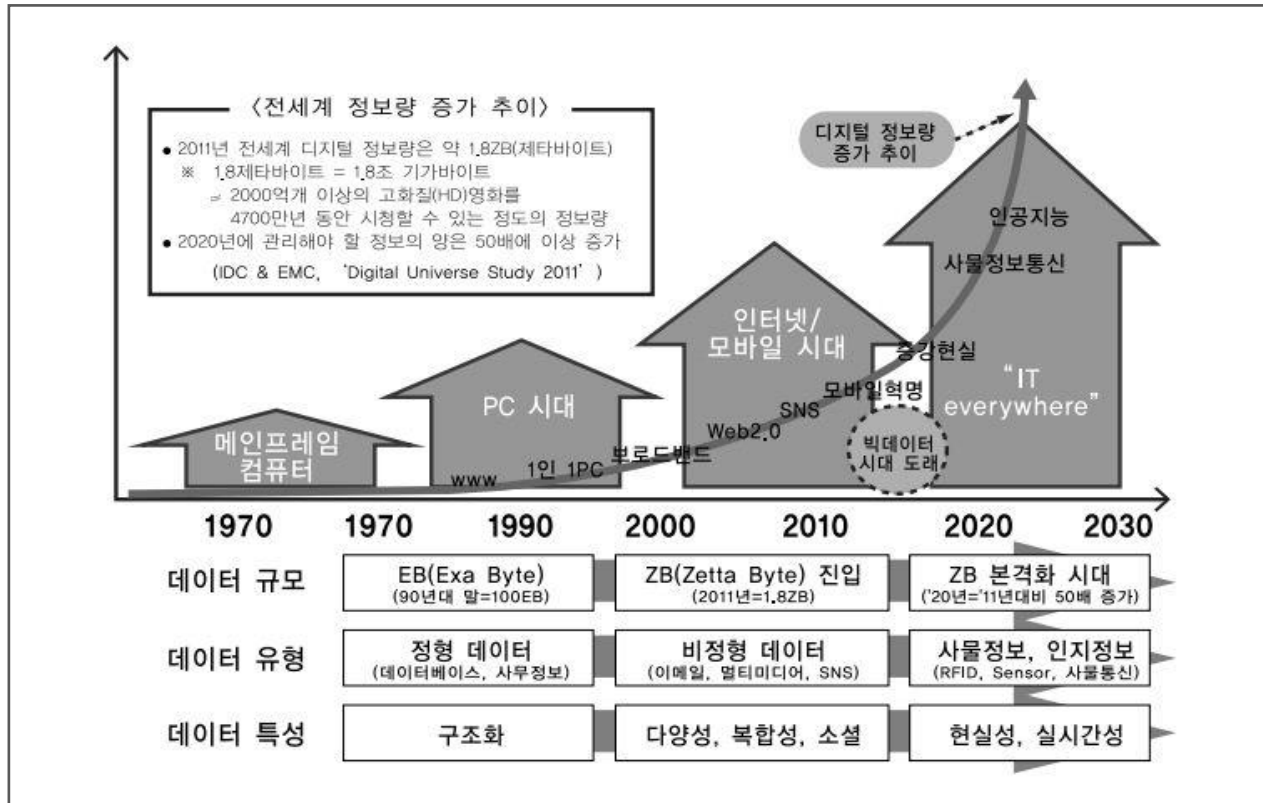 〈전세계 정보량 증가 추이〉
● 2011년 전세계 디지털 정보량은 약 1.8ZB(제타바이트)
※ 1.8제타바이트 = 1.8조 기가바이트
≓ 2000억개 이상의 고화질(HD)영화를
4700만년 동안 시청할 수 있는 정도의 정보량
● 2020년에 관리해야 할 정보의 양은 50배에 이상 증가
(IDC & EMC, ‘Digital Universe Study 2011’)
디지털 정보량
증가 추이
인공지능
사물정보통신
증강현실
“IT
everywhere”
인터넷/
모바일 시대
모바일혁명
SNS
Web2.0
빅데이터
시대 도래
PC 시대
보로드밴드
1인 1PC
www
메인프레임
컴퓨터
1970 1970 1990 2000 2010 2020 2030
데이터 규모
EB(Exa Byte)
(90년대 말=100EB)
ZB(Zetta Byte) 진입
(2011년=1.8ZB)
ZB 본격화 시대
('20년='11년대비 50배 증가)
데이터 유형
정형 데이터
(데이터베이스, 사무정보)
비정형 데이터
(이메일, 멀티미디어, SNS)
사물정보, 인지정보
(RFID, Sensor, 사물통신)
데이터 특성
구조화
다양성, 복합성, 소셜
현실성, 실시간성